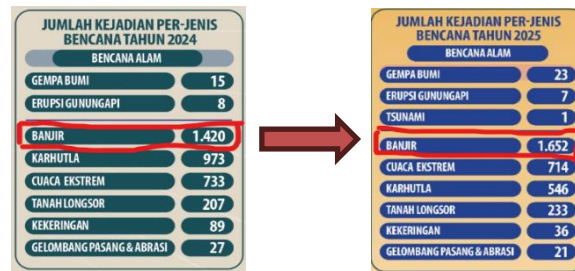 JUMLAH KEJADIAN PER-JENIS
BENCANA TAHUN 2024
BENCANA ALAM
GEMPA BUMI 15
ERUPSI GUNUNGAPI 8
BANJIR 1.420
KARHUTLA 973
CUACA EKSTREM 733
TANAH LONGSOR 207
KEKERINGAN 89
GELOMBANG PASANG & ABRASI 27
JUMLAH KEJADIAN PER-JENIS
BENCANA TAHUN 2025
BENCANA ALAM
GEMPA BUMI 23
ERUPSI GUNUNGAPI 7
TSUNAMI 1
BANJIR 1.652
CUACA EKSTREM 714
KARHUTLA 546
TANAH LONGSOR 233
KEKERINGAN 36
GELOMBANG PASANG & ABRASI 21